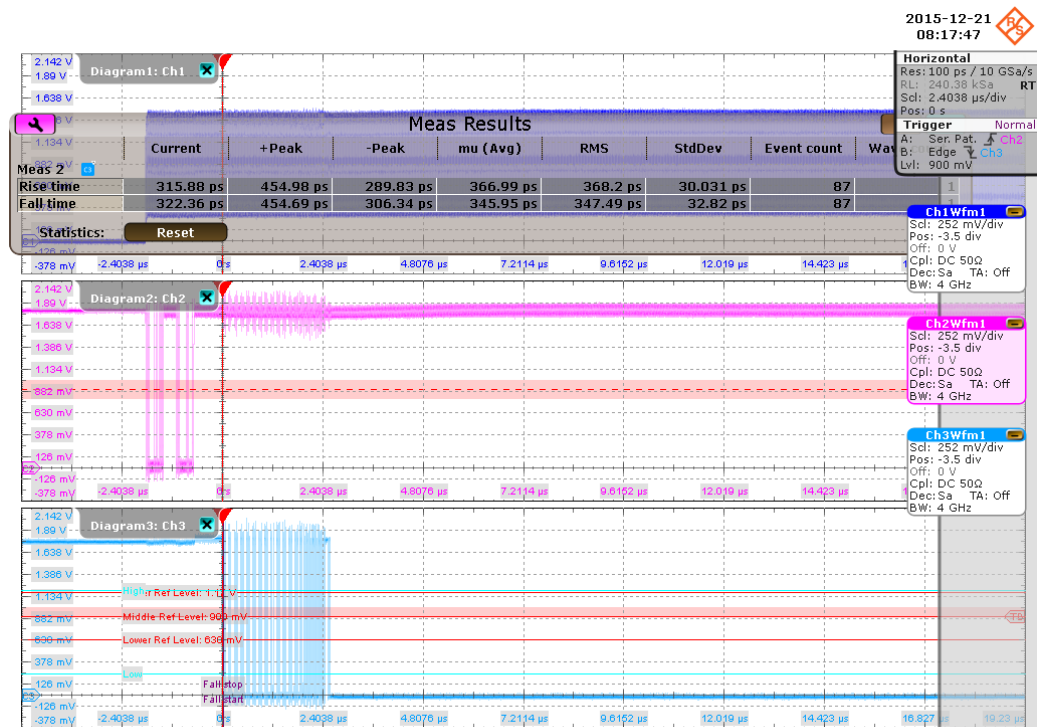 2015-12-21
08:17:47
Horizontal
Res: 100 ps / 10 GSa/s
RL: 240.38 kSa RT
Scl: 2.4038 µs/div
Pos: 0 s
Trigger Normal
A: Ser. Pat. Ch2
B: Edge Ch3
Lvl: 900 mV
2.142 V
1.89 V
Diagram1: Ch1
1.638 V
Meas Results
1.134 V
Current +Peak -Peak mu (Avg) RMS StdDev Event count
882 mV
Meas 2 C3
Rise time 315.88 ps 454.98 ps 289.83 ps 366.99 ps 368.2 ps 30.031 ps 87 1
Fall time 322.36 ps 454.69 ps 306.34 ps 345.95 ps 347.49 ps 32.82 ps 87 1
Statistics: Reset
C1
-126 mV
-378 mV -2.4038 µs 0 s 2.4038 µs 4.8076 µs 7.2114 µs 9.6152 µs 12.019 µs 14.423 µs
Ch1Wfm1
Scl: 252 mV/div
Pos: -3.5 div
Off: 0 V
Cpl: DC 50Ω
Dec: Sa TA: Off
BW: 4 GHz
2.142 V
1.89 V
Diagram2: Ch2
1.638 V
1.386 V
1.134 V
882 mV
630 mV
378 mV
126 mV
C2
-126 mV
-378 mV -2.4038 µs 0 s 2.4038 µs 4.8076 µs 7.2114 µs 9.6152 µs 12.019 µs 14.423 µs
Ch2Wfm1
Scl: 252 mV/div
Pos: -3.5 div
Off: 0 V
Cpl: DC 50Ω
Dec: Sa TA: Off
BW: 4 GHz
Ch3Wfm1
Scl: 252 mV/div
Pos: -3.5 div
Off: 0 V
Cpl: DC 50Ω
Dec: Sa TA: Off
BW: 4 GHz
2.142 V
1.89 V
Diagram3: Ch3
1.638 V
1.386 V
High
1.134 V
882 mV Middle Ref Level: 900 mV
630 mV Lower Ref Level: 630 mV
378 mV
Low
126 mV Fall stop
C3 Fall start
-126 mV
-378 mV -2.4038 µs 0 s 2.4038 µs 4.8076 µs 7.2114 µs 9.6152 µs 12.019 µs 14.423 µs 16.827 µs 19.23 µs